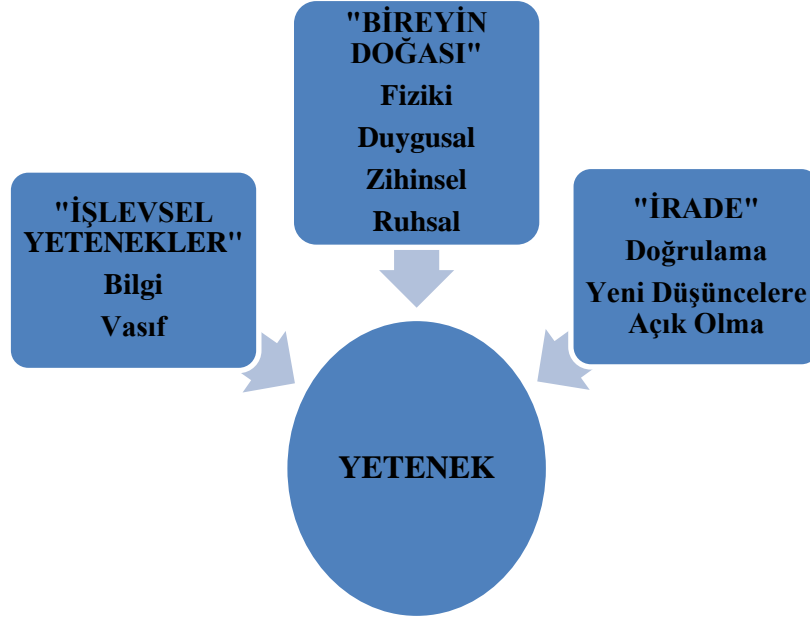 "BİREYİN
DOĞASI"
Fiziki
Duygusal
Zihinsel
Ruhsal
"İŞLEVSEL
YETENEKLER"
Bilgi
Vasıf
"İRADE"
Doğrulama
Yeni Düşüncelere
Açık Olma
YETENEK